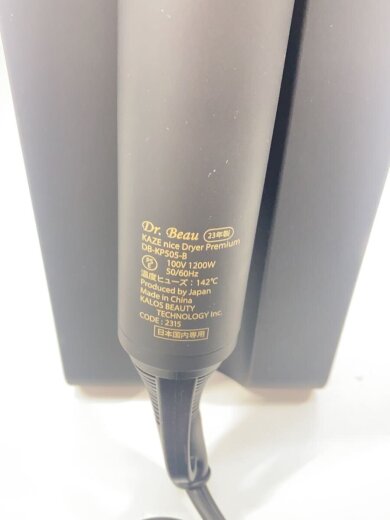 Dr. Beau 23年製
KAZE nice Dryer Premium
DB-KP505-B
PSE 100V 1200W
50/60Hz
温度ヒューズ：142℃
Produced by Japan
Made in China
KALOS BEAUTY
TECHNOLOGY Inc.
CODE : 2315
日本国内専用